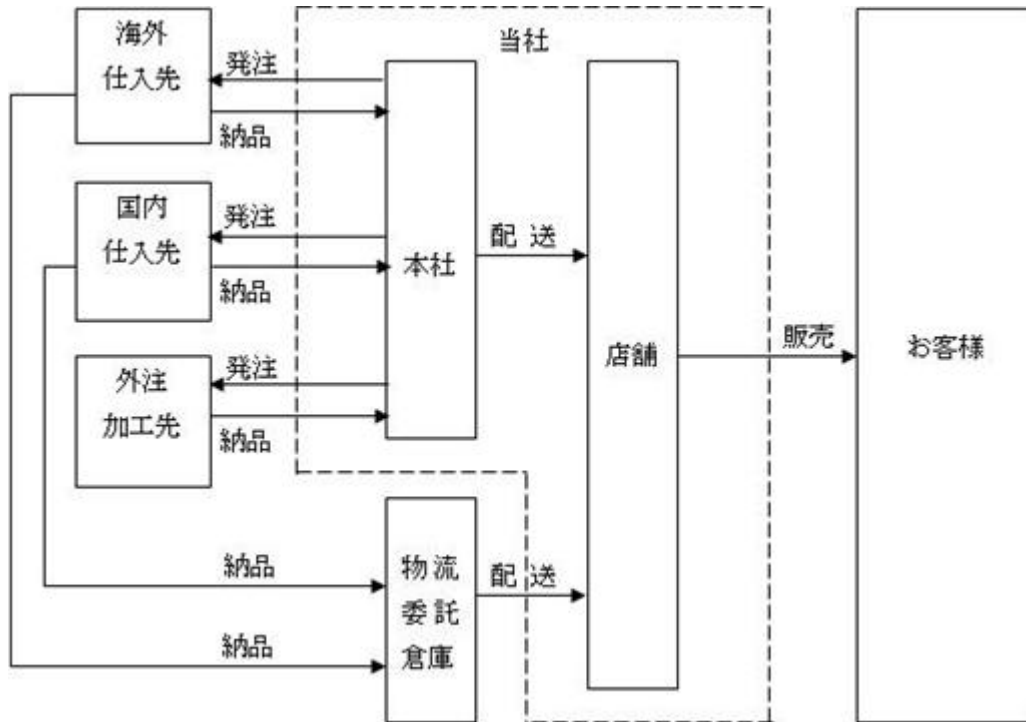 海外
仕入先
発注
納品
当社
国内
仕入先
発注
納品
本社
配送
店舗
販売
お客様
外注
加工先
発注
納品
納品
納品
物流
委託
倉庫
配送